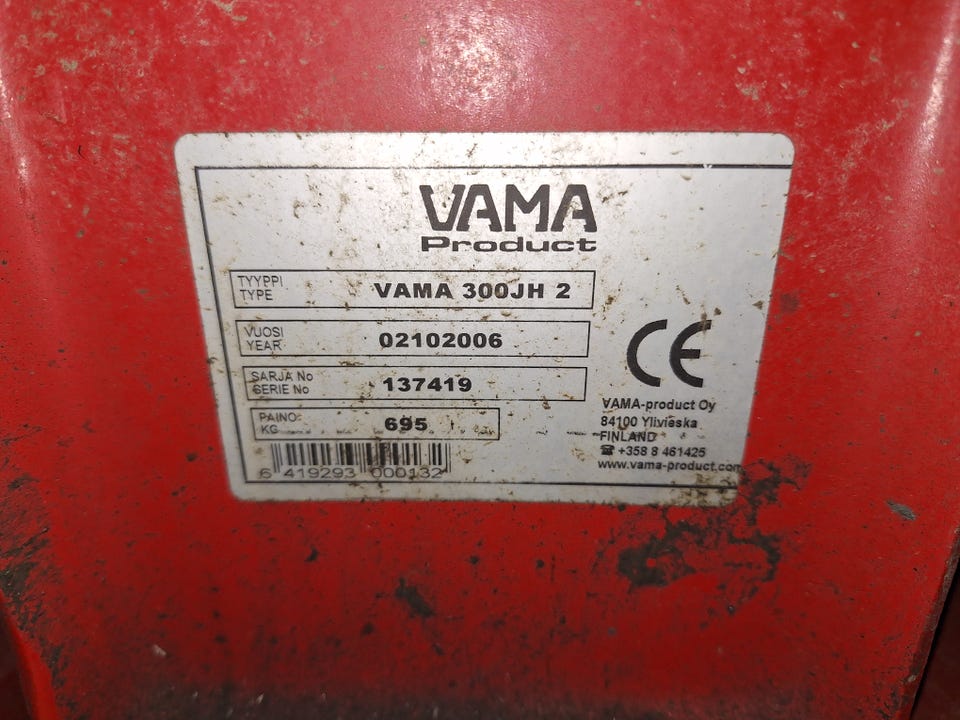 VAMA
Product
TYYPPI
TYPE
VAMA 300JH 2
VUOSI
YEAR
02102006
SARJA No
SERIE No
137419
PAINO
KG
695
6 419293 000132
CE
VAMA-product Oy
84100 Ylivieska
FINLAND
☎ +358 8 461425
www.vama-product.com